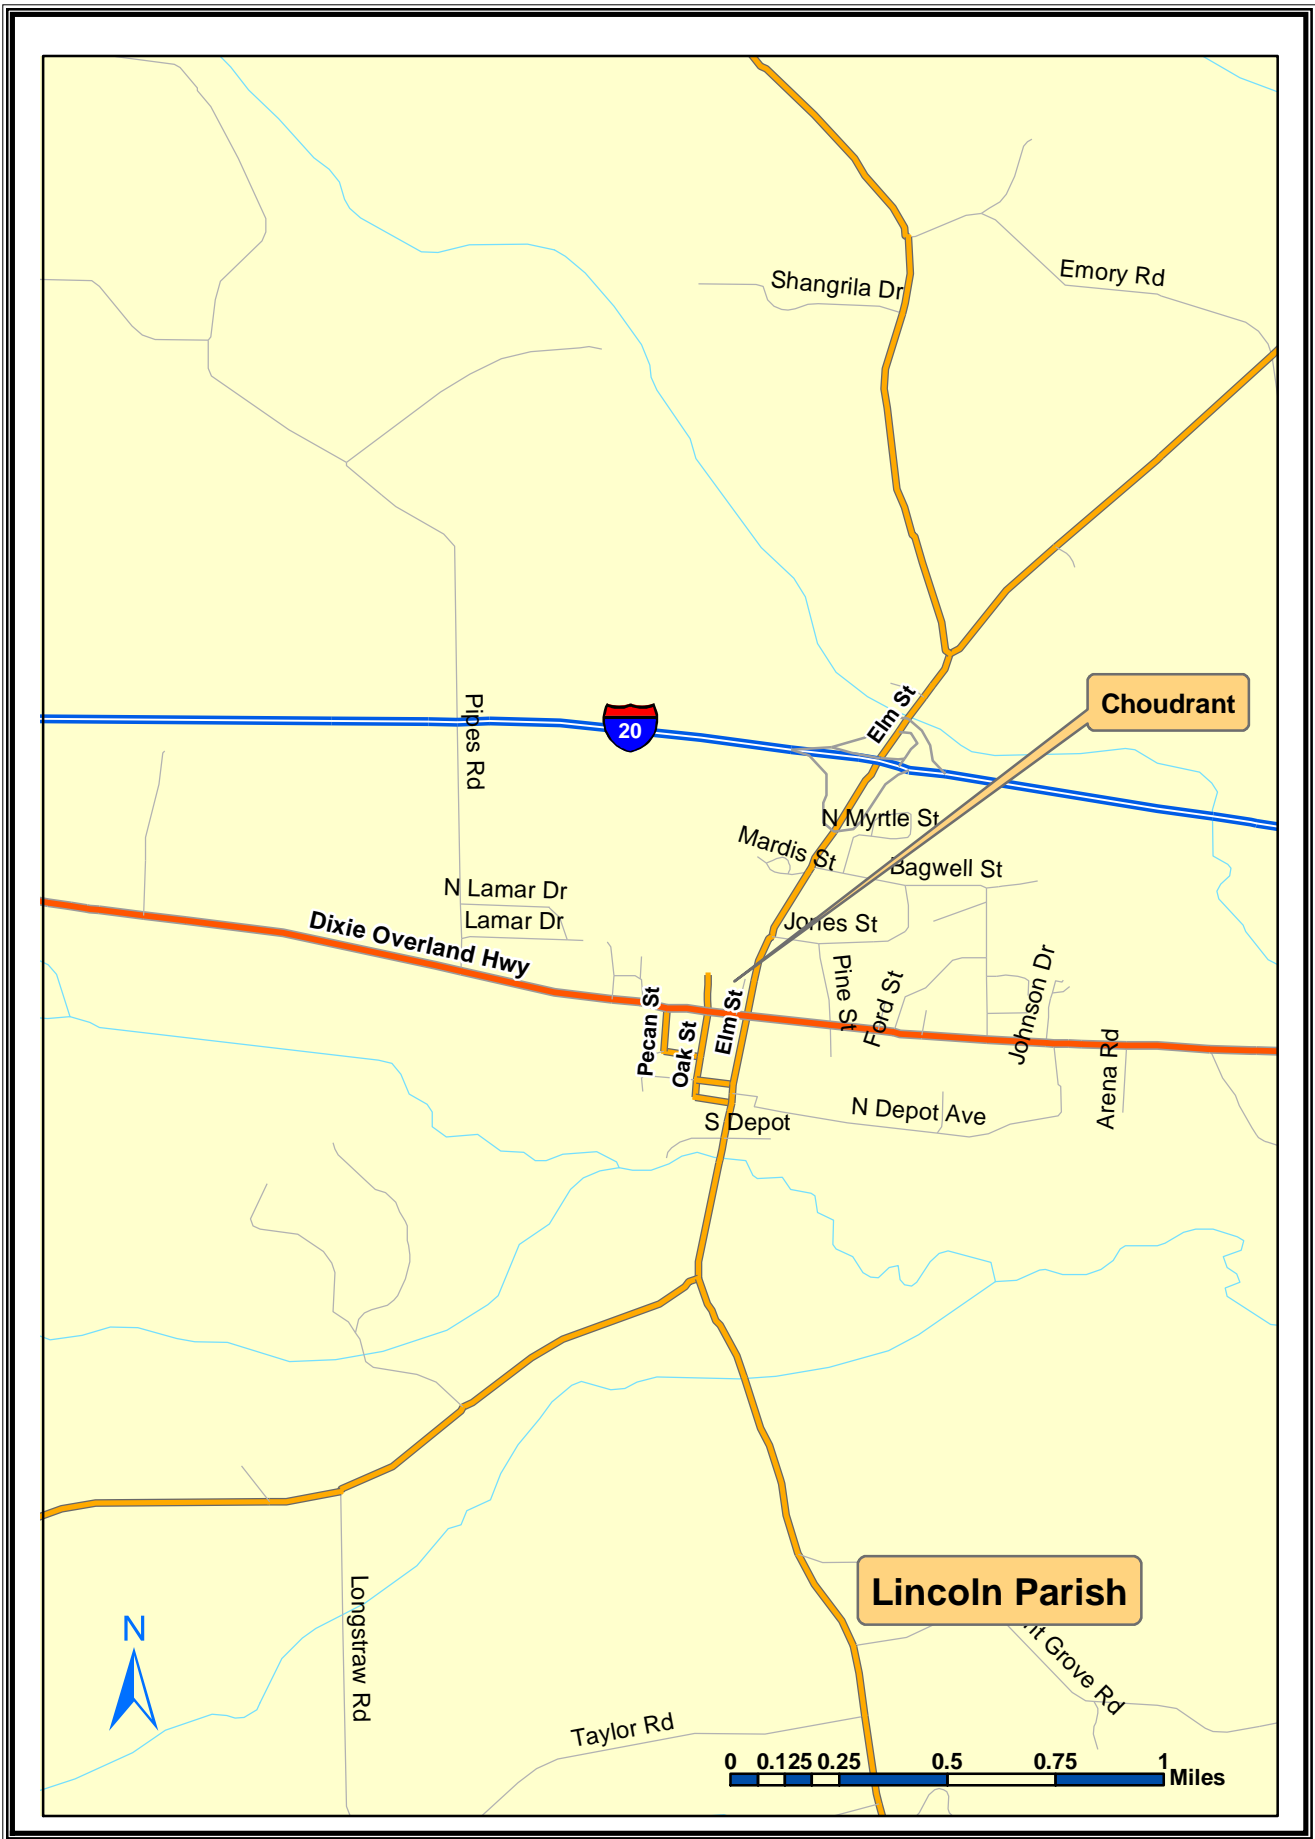 Shangrila Dr
Emory Rd
Pipes Rd
20
Elm St
Choudrant
N Myrtle St
Mardis St
Bagwell St
N Lamar Dr
Lamar Dr
Jones St
Dixie Overland Hwy
Pine St
Ford St
Johnson Dr
Pecan St
Oak St
Elm St
Arena Rd
N Depot Ave
S Depot
Lincoln Parish
Longstraw Rd
Grove Rd
N
Taylor Rd
0 0.125 0.25 0.5 0.75 1
Miles